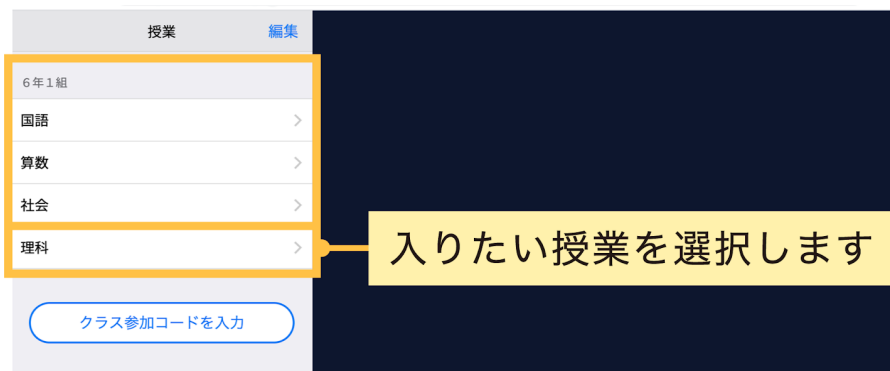 授業 編集
6年1組
国語
算数
社会
理科
入りたい授業を選択します
クラス参加コードを入力